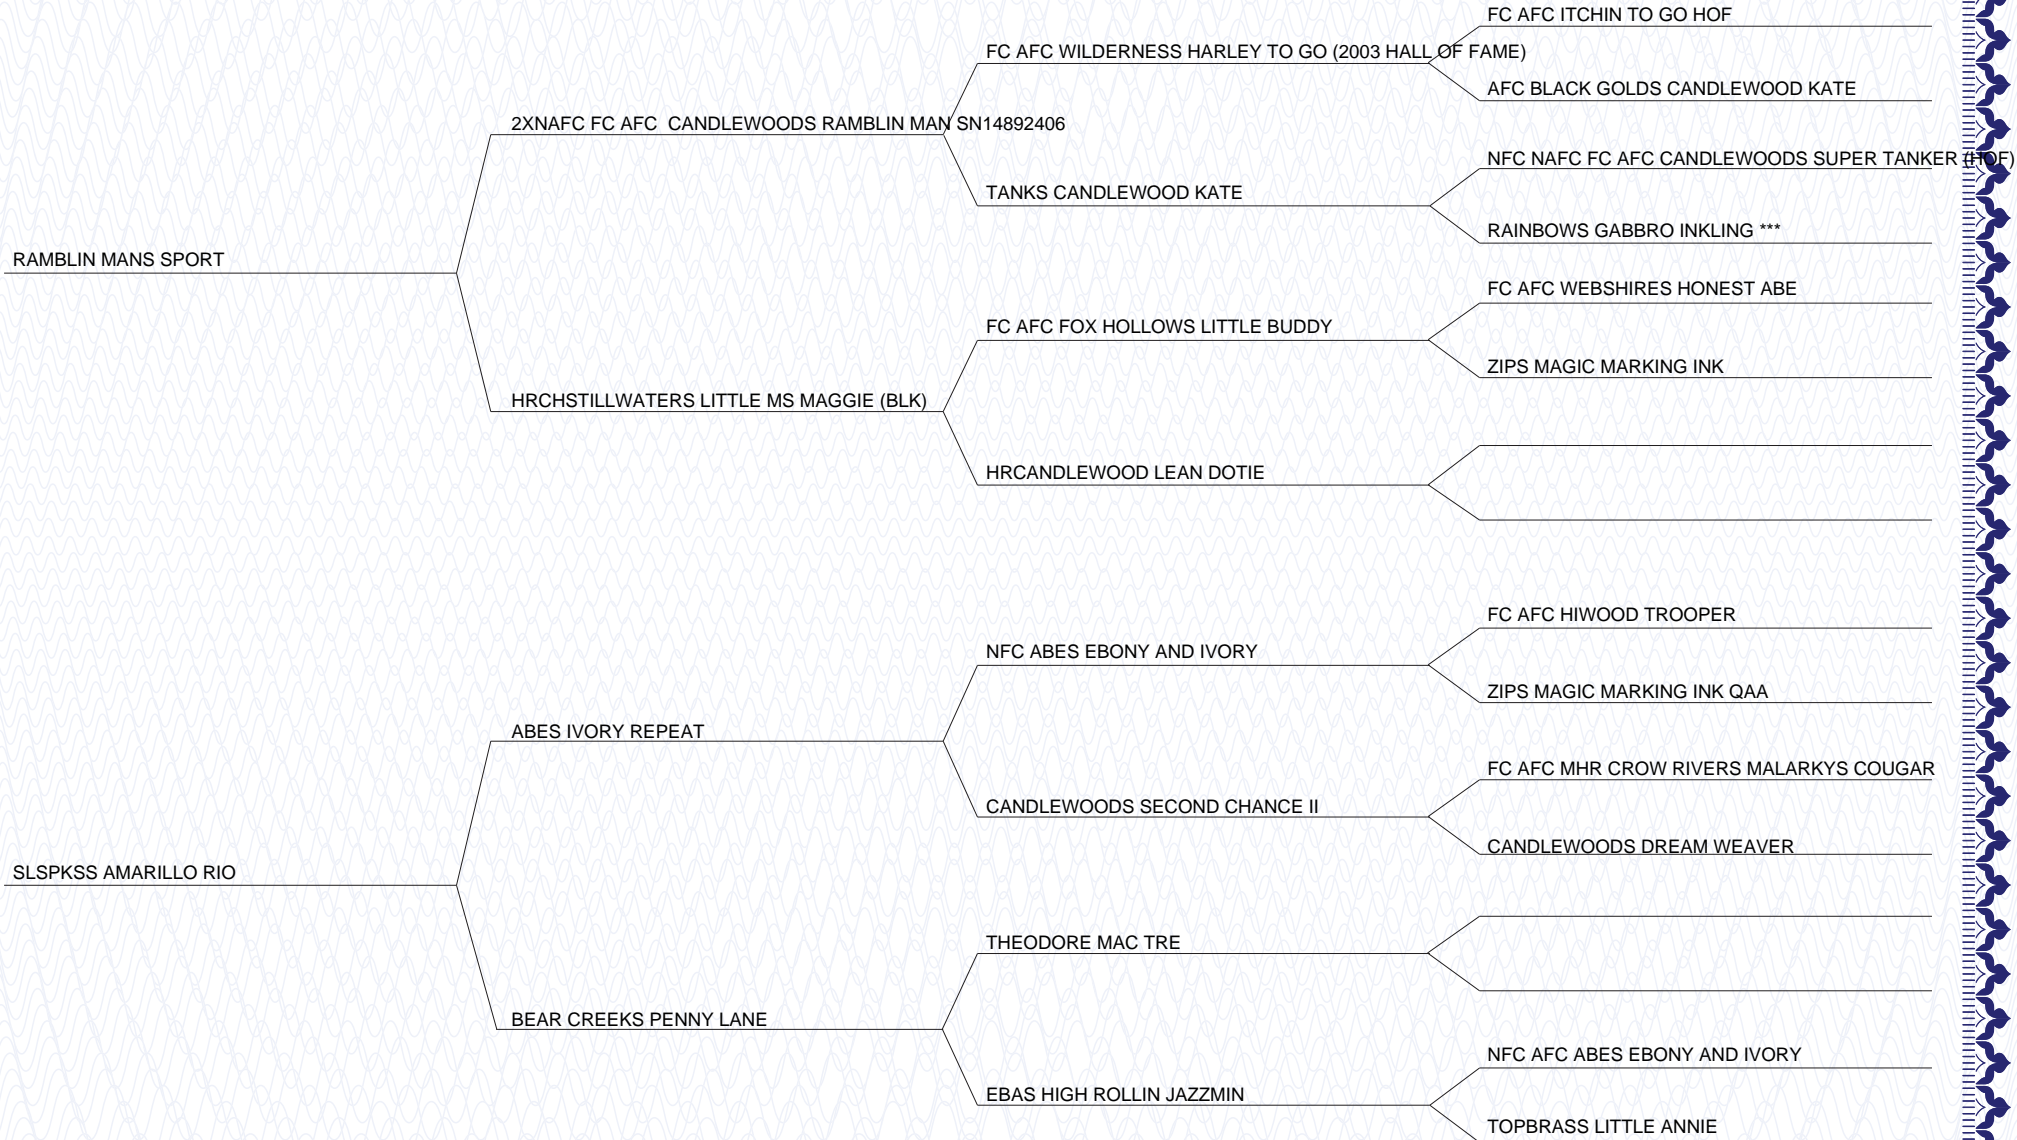 FC AFC ITCHIN TO GO HOF
FC AFC WILDERNESS HARLEY TO GO (2003 HALL OF FAME)
AFC BLACK GOLDS CANDLEWOOD KATE
2XNAFC FC AFC  CANDLEWOODS RAMBLIN MAN SN14892406
NFC NAFC FC AFC CANDLEWOODS SUPER TANKER (HOF)
TANKS CANDLEWOOD KATE
RAINBOWS GABBRO INKLING ***
RAMBLIN MANS SPORT
FC AFC WEBSHIRES HONEST ABE
FC AFC FOX HOLLOWS LITTLE BUDDY
ZIPS MAGIC MARKING INK
HRCHSTILLWATERS LITTLE MS MAGGIE (BLK)
HRCANDLEWOOD LEAN DOTIE
FC AFC HIWOOD TROOPER
NFC ABES EBONY AND IVORY
ZIPS MAGIC MARKING INK QAA
ABES IVORY REPEAT
FC AFC MHR CROW RIVERS MALARKYS COUGAR
CANDLEWOODS SECOND CHANCE II
CANDLEWOODS DREAM WEAVER
SLSPKSS AMARILLO RIO
THEODORE MAC TRE
BEAR CREEKS PENNY LANE
NFC AFC ABES EBONY AND IVORY
EBAS HIGH ROLLIN JAZZMIN
TOPBRASS LITTLE ANNIE